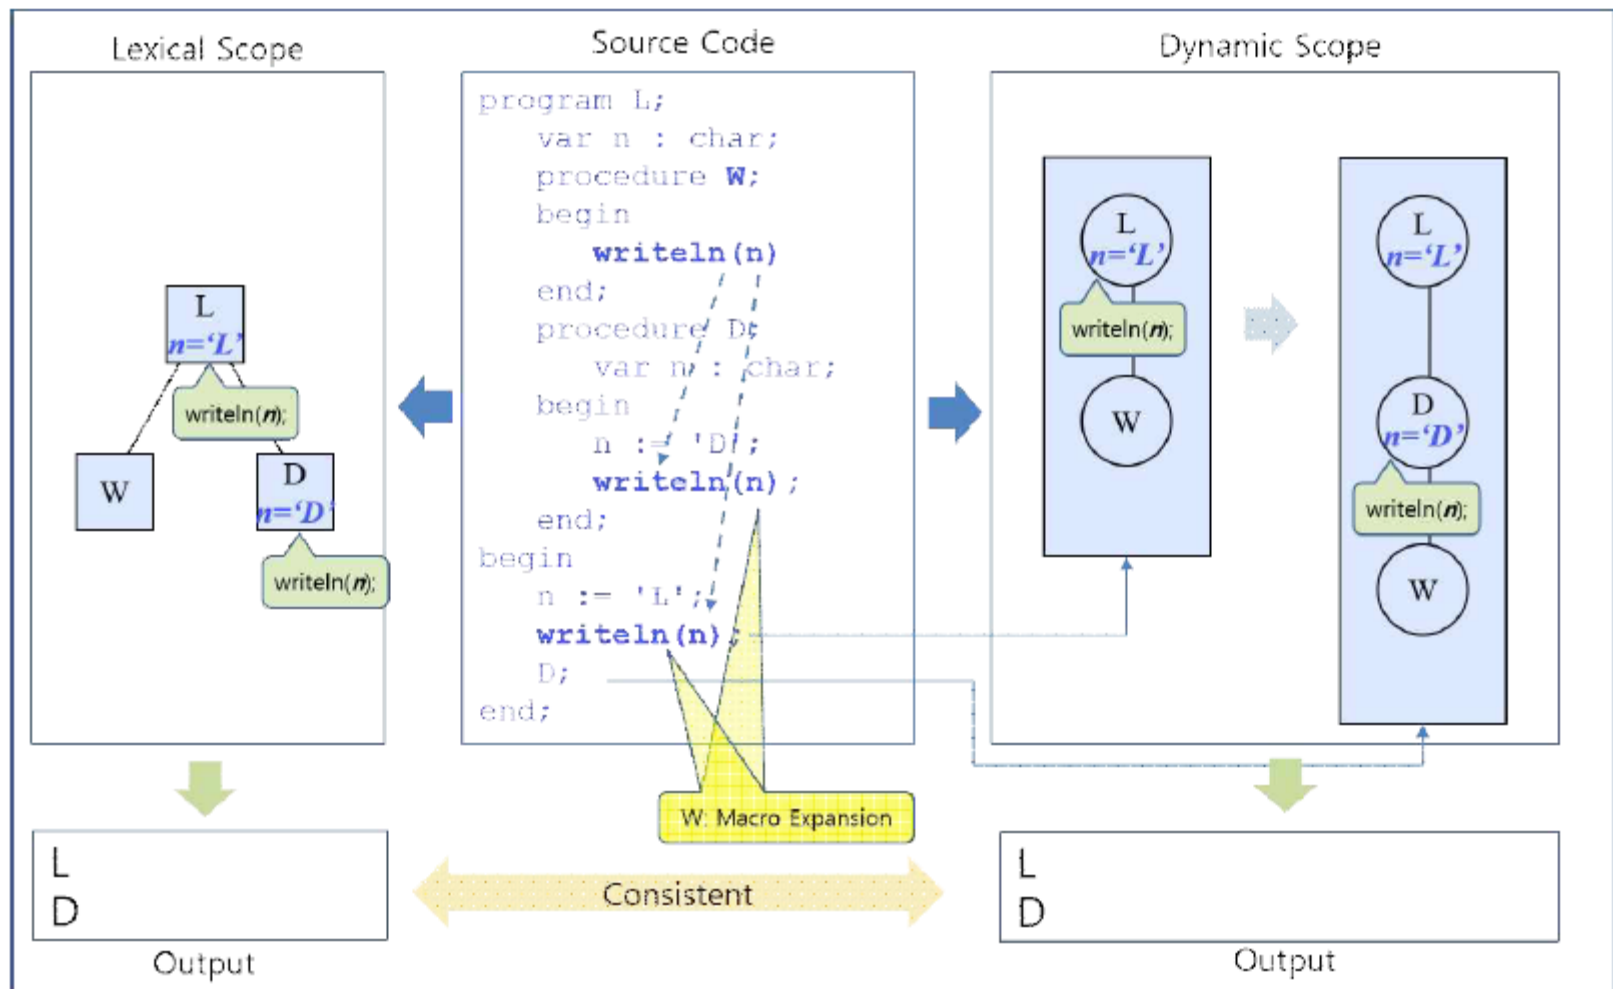 Lexical Scope
L
n='L'
writeln(n);
W
D
n='D'
writeln(n);
L
D
Output
Source Code
program L;
var n : char;
procedure W;
begin
writeln(n)
end;
procedure D;
var n : char;
begin
n := 'D';
writeln(n);
end;
begin
n := 'L';
writeln(n);
D;
end;
W: Macro Expansion
Consistent
Dynamic Scope
L
n='L'
writeln(n);
W
L
n='L'
D
n='D'
writeln(n);
W
L
D
Output